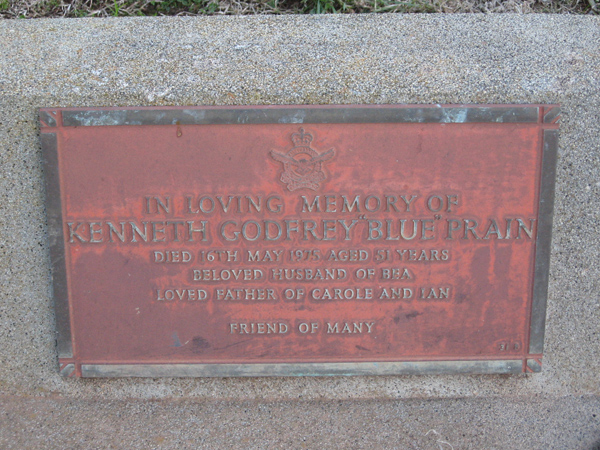 IN LOVING MEMORY OF
KENNETH GODFREY "BLUE" PRAIN
DIED 16TH MAY 1975 AGED 51 YEARS
BELOVED HUSBAND OF BEA
LOVED FATHER OF CAROLE AND IAN
FRIEND OF MANY